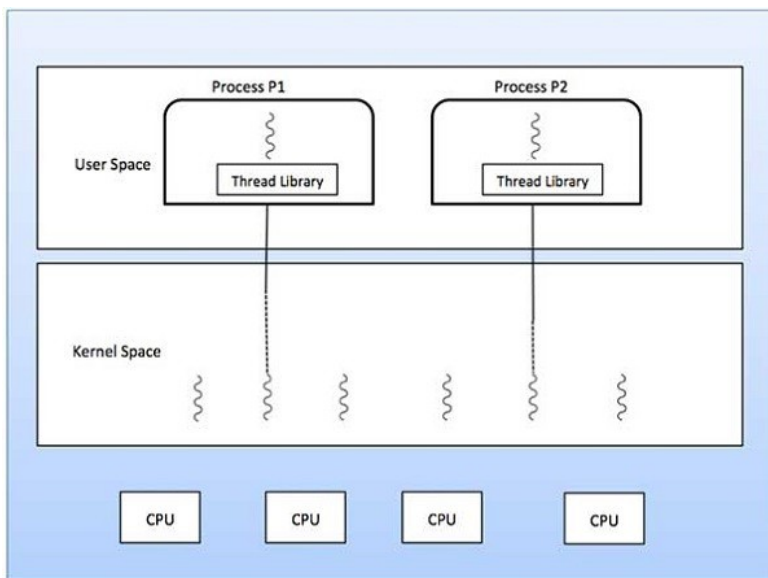 Process P1
Process P2
User Space
Thread Library
Thread Library
Kernel Space
CPU
CPU
CPU
CPU